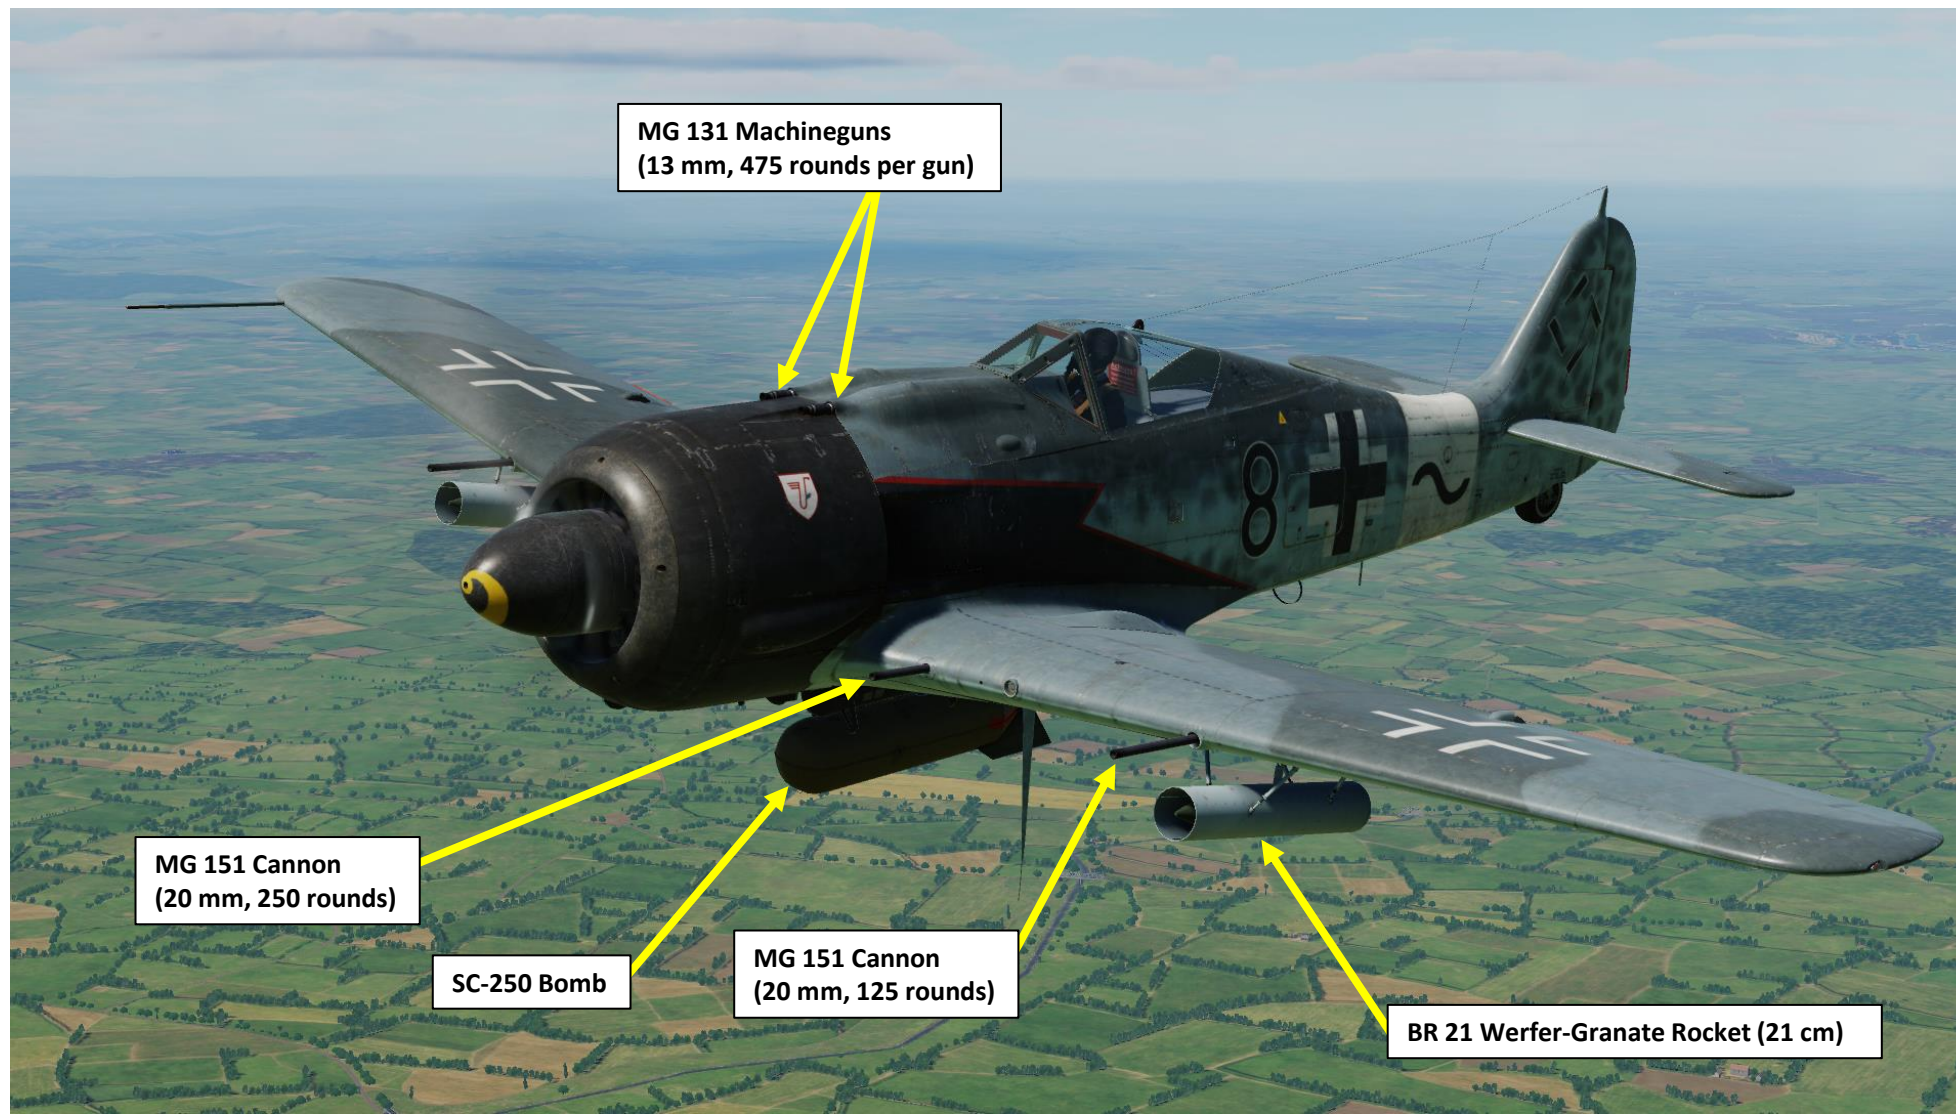 MG 131 Machineguns
(13 mm, 475 rounds per gun)
8
MG 151 Cannon
(20 mm, 250 rounds)
SC-250 Bomb
MG 151 Cannon
(20 mm, 125 rounds)
BR 21 Werfer-Granate Rocket (21 cm)